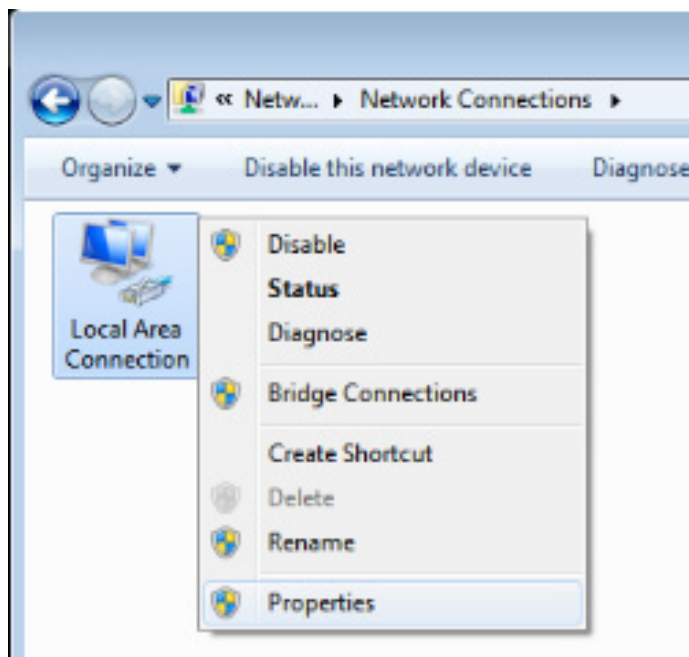 « Netw... ▸ Network Connections ▸
Organize ▾ Disable this network device Diagnose
Local Area
Connection
Disable
Status
Diagnose
Bridge Connections
Create Shortcut
Delete
Rename
Properties